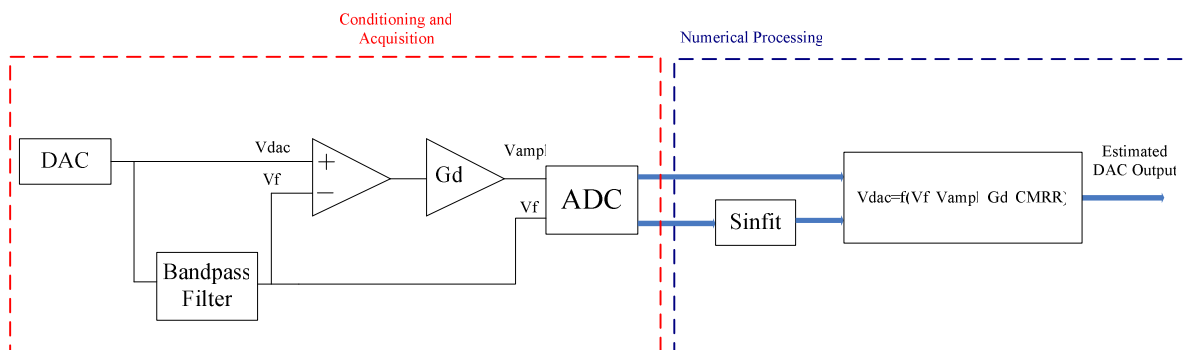 Conditioning and
Acquisition
Numerical Processing
DAC
Vdac
Vf
+
−
Gd
Vampl
Vf
ADC
Bandpass
Filter
Sinfit
Vdac=f(Vf Vampl Gd CMRR)
Estimated
DAC Output